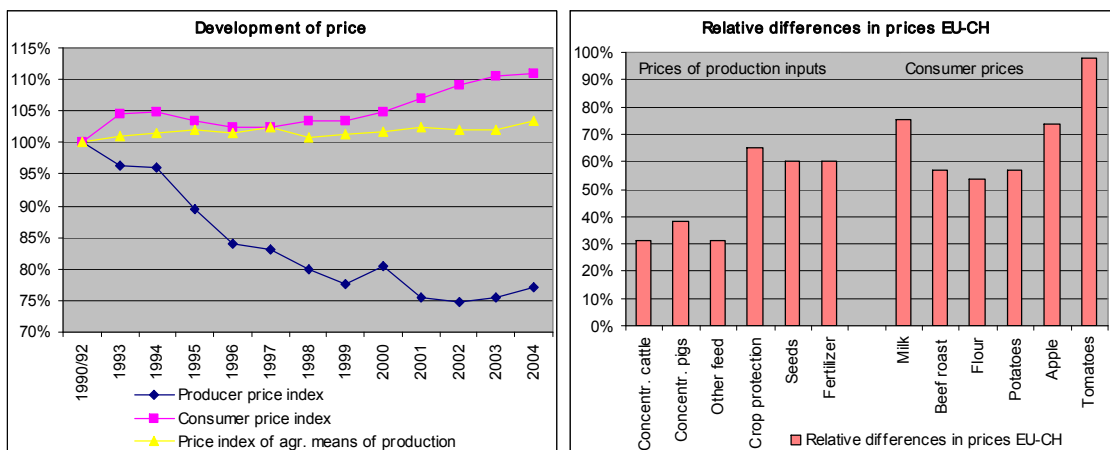 Development of price
115%
110%
105%
100%
95%
90%
85%
80%
75%
70%
1990/92
1993
1994
1995
1996
1997
1998
1999
2000
2001
2002
2003
2004
Producer price index
Consumer price index
Price index of agr. means of production
Relative differences in prices EU-CH
100%
90%
80%
70%
60%
50%
40%
30%
20%
10%
0%
Prices of production inputs
Consumer prices
Concentr. cattle
Concentr. pigs
Other feed
Crop protection
Seeds
Fertilizer
Milk
Beef roast
Flour
Potatoes
Apple
Tomatoes
Relative differences in prices EU-CH